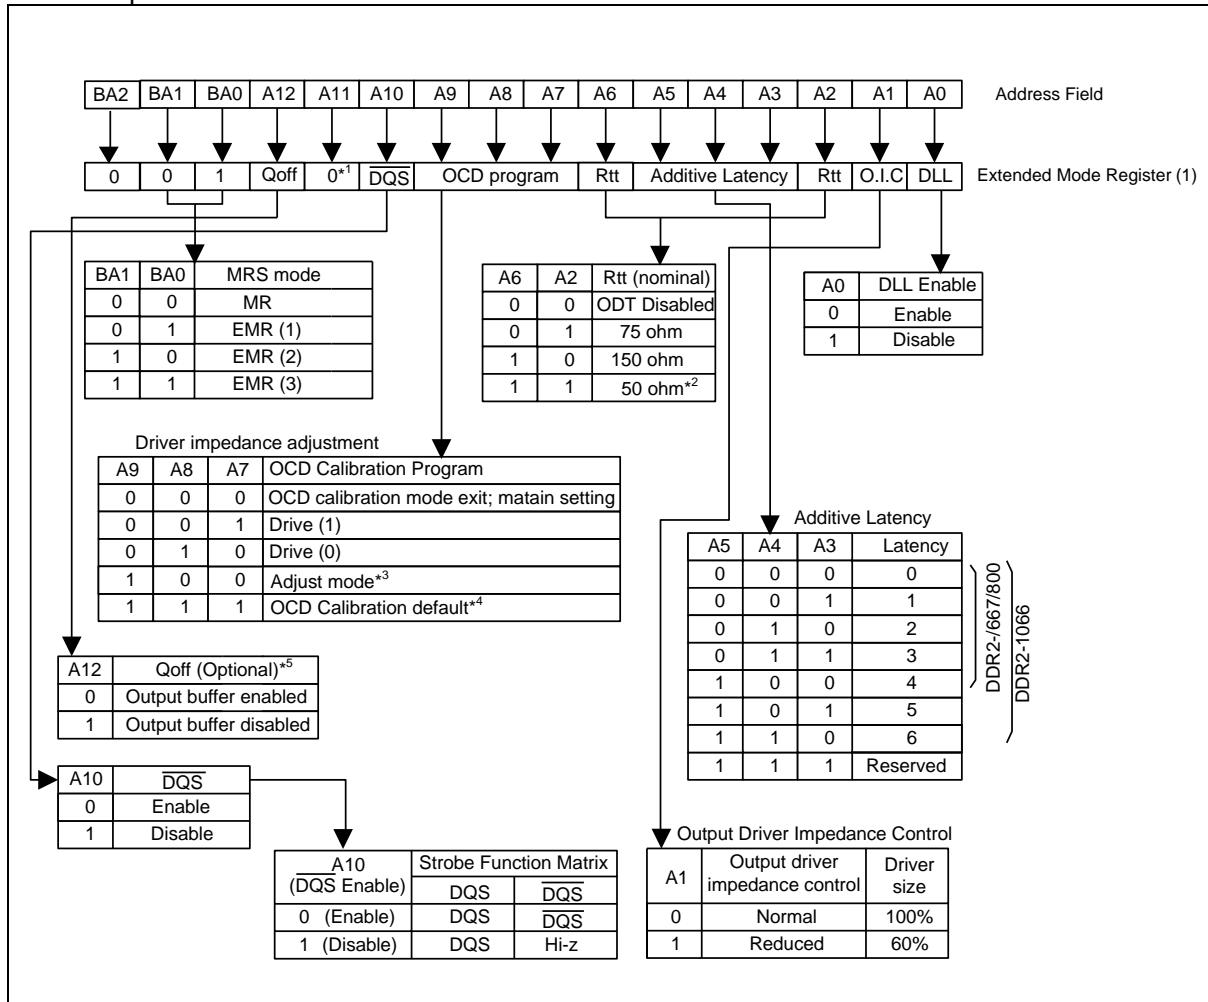 BA2 BA1 BA0 A12 A11 A10 A9 A8 A7 A6 A5 A4 A3 A2 A1 A0 Address Field
0 0 1 Qoff 0*1 DQS OCD program Rtt Additive Latency Rtt O.I.C DLL Extended Mode Register (1)
BA1 BA0 MRS mode
0 0 MR
0 1 EMR (1)
1 0 EMR (2)
1 1 EMR (3)
A6 A2 Rtt (nominal)
0 0 ODT Disabled
0 1 75 ohm
1 0 150 ohm
1 1 50 ohm*2
A0 DLL Enable
0 Enable
1 Disable
Driver impedance adjustment
A9 A8 A7 OCD Calibration Program
0 0 0 OCD calibration mode exit; matain setting
0 0 1 Drive (1)
0 1 0 Drive (0)
1 0 0 Adjust mode*3
1 1 1 OCD Calibration default*4
Additive Latency
A5 A4 A3 Latency
0 0 0 0
0 0 1 1
0 1 0 2
0 1 1 3
1 0 0 4
1 0 1 5
1 1 0 6
1 1 1 Reserved
DDR2-/667/800
DDR2-1066
A12 Qoff (Optional)*5
0 Output buffer enabled
1 Output buffer disabled
A10 DQS
0 Enable
1 Disable
A10 (DQS Enable) Strobe Function Matrix
DQS DQS
0 (Enable) DQS DQS
1 (Disable) DQS Hi-z
Output Driver Impedance Control
A1 Output driver impedance control Driver size
0 Normal 100%
1 Reduced 60%